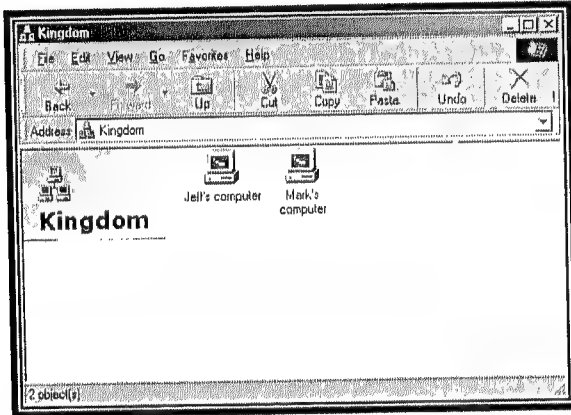 Kingdom
File Edit View Go Favorites Help
Back Forward Up Cut Copy Paste Undo Delete
Address Kingdom
Jeff's computer Mark's computer
Kingdom
2 object(s)